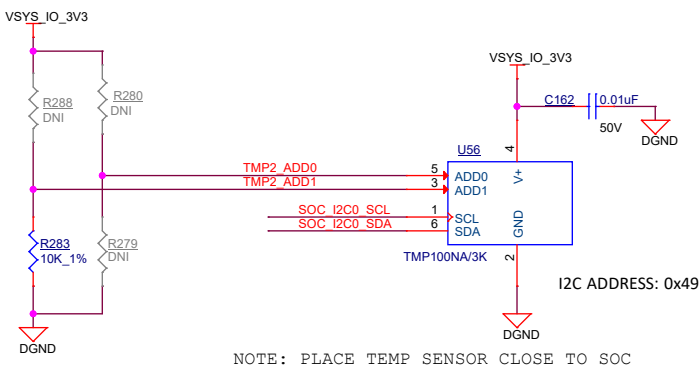 VSYS_IO_3V3
R288
DNI
R280
DNI
R283
10K_1%
R279
DNI
DGND
TMP2_ADD0
TMP2_ADD1
SOC_I2C0_SCL
SOC_I2C0_SDA
VSYS_IO_3V3
C162
0.01uF
50V
DGND
U56
4
5
3
1
6
2
ADD0
ADD1
SCL
SDA
V+
GND
TMP100NA/3K
I2C ADDRESS: 0x49
DGND
NOTE: PLACE TEMP SENSOR CLOSE TO SOC